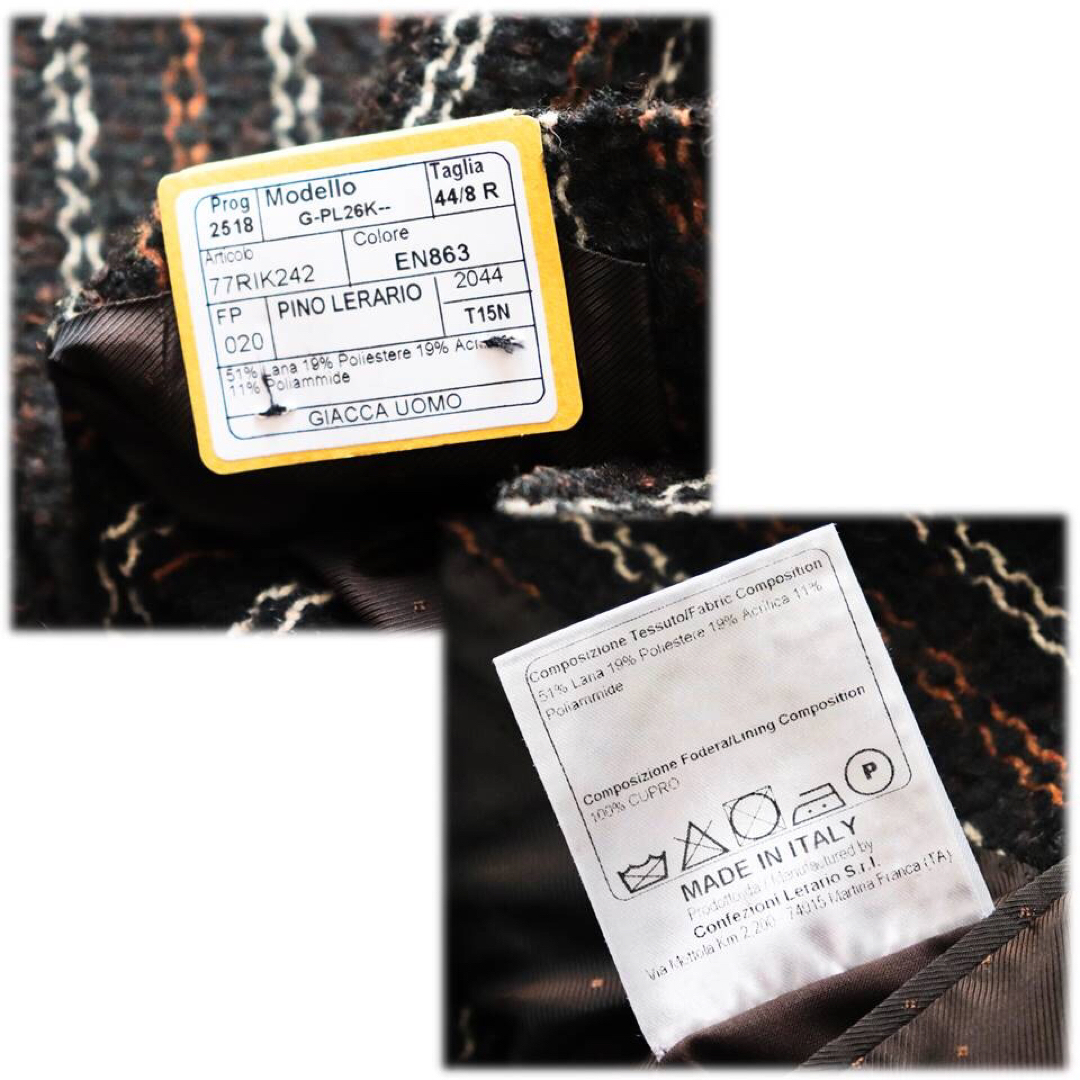 Prog
2518
Modello
G-PL26K--
Taglia
44/8 R
Articolo
77RIK242
Colore
EN863
FP
020
PINO LERARIO
2044
T15N
51% Lana 19% Poliestere 19%
11% Poliammide
GIACCA UOMO
Composizione Tessuto/Fabric Composition
51% Lana 19% Poliestere 19% Acrilica 11%
Poliammide
Composizione Fodera/Lining Composition
100% CUPRO
P
MADE IN ITALY
Prodotto da / Manufactured by
Confezioni Lerario S.r.l.
Via Mottola Km 2,200 - 74015 Martina Franca (TA)